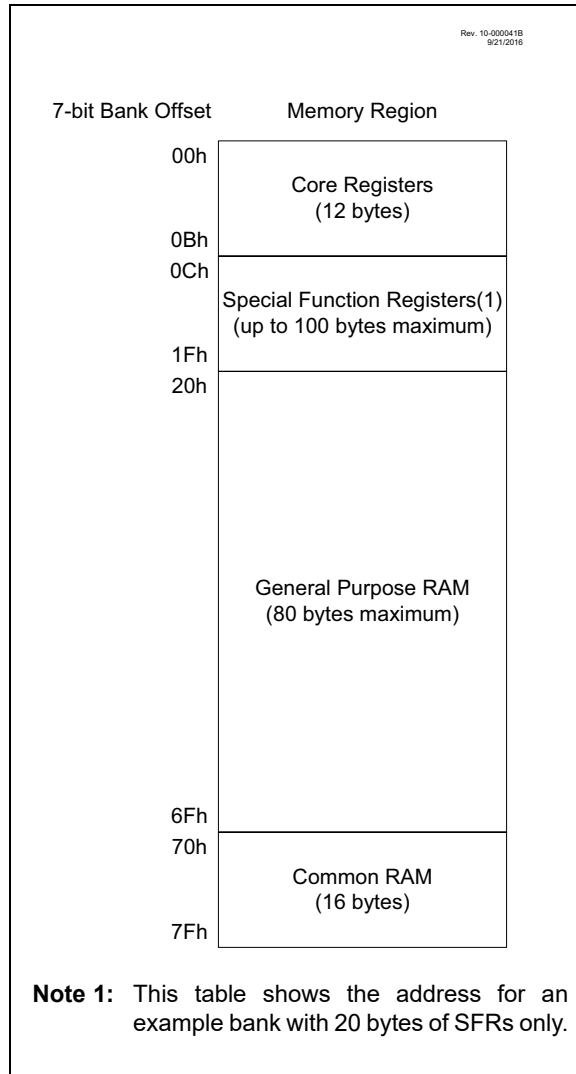 Rev. 10-000041B
9/21/2016
7-bit Bank Offset Memory Region
00h
Core Registers
(12 bytes)
0Bh
0Ch
Special Function Registers(1)
(up to 100 bytes maximum)
1Fh
20h
General Purpose RAM
(80 bytes maximum)
6Fh
70h
Common RAM
(16 bytes)
7Fh
Note 1: This table shows the address for an
example bank with 20 bytes of SFRs only.